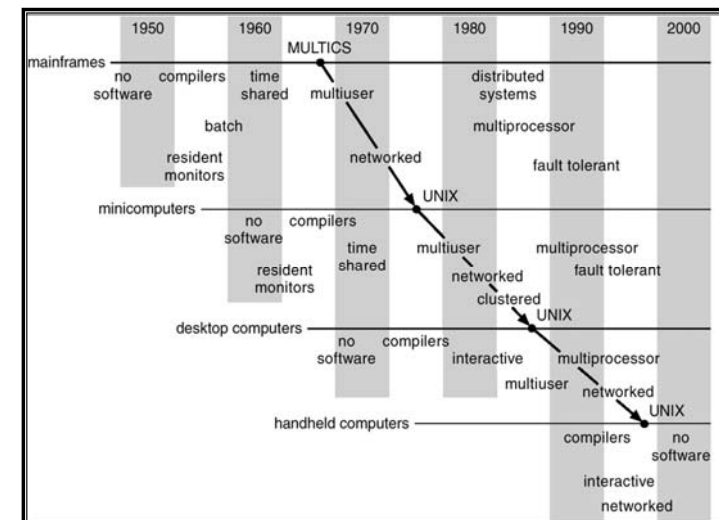 1950 1960 1970 1980 1990 2000
MULTICS
mainframes
no compilers time multiuser distributed
software shared systems
batch multiprocessor
resident networked fault tolerant
monitors
UNIX
minicomputers
no compilers
software
time multiuser multiprocessor
shared
resident networked fault tolerant
monitors
clustered
UNIX
desktop computers
no compilers
software interactive multiprocessor
multiuser networked
UNIX
handheld computers
compilers no
software
interactive
networked